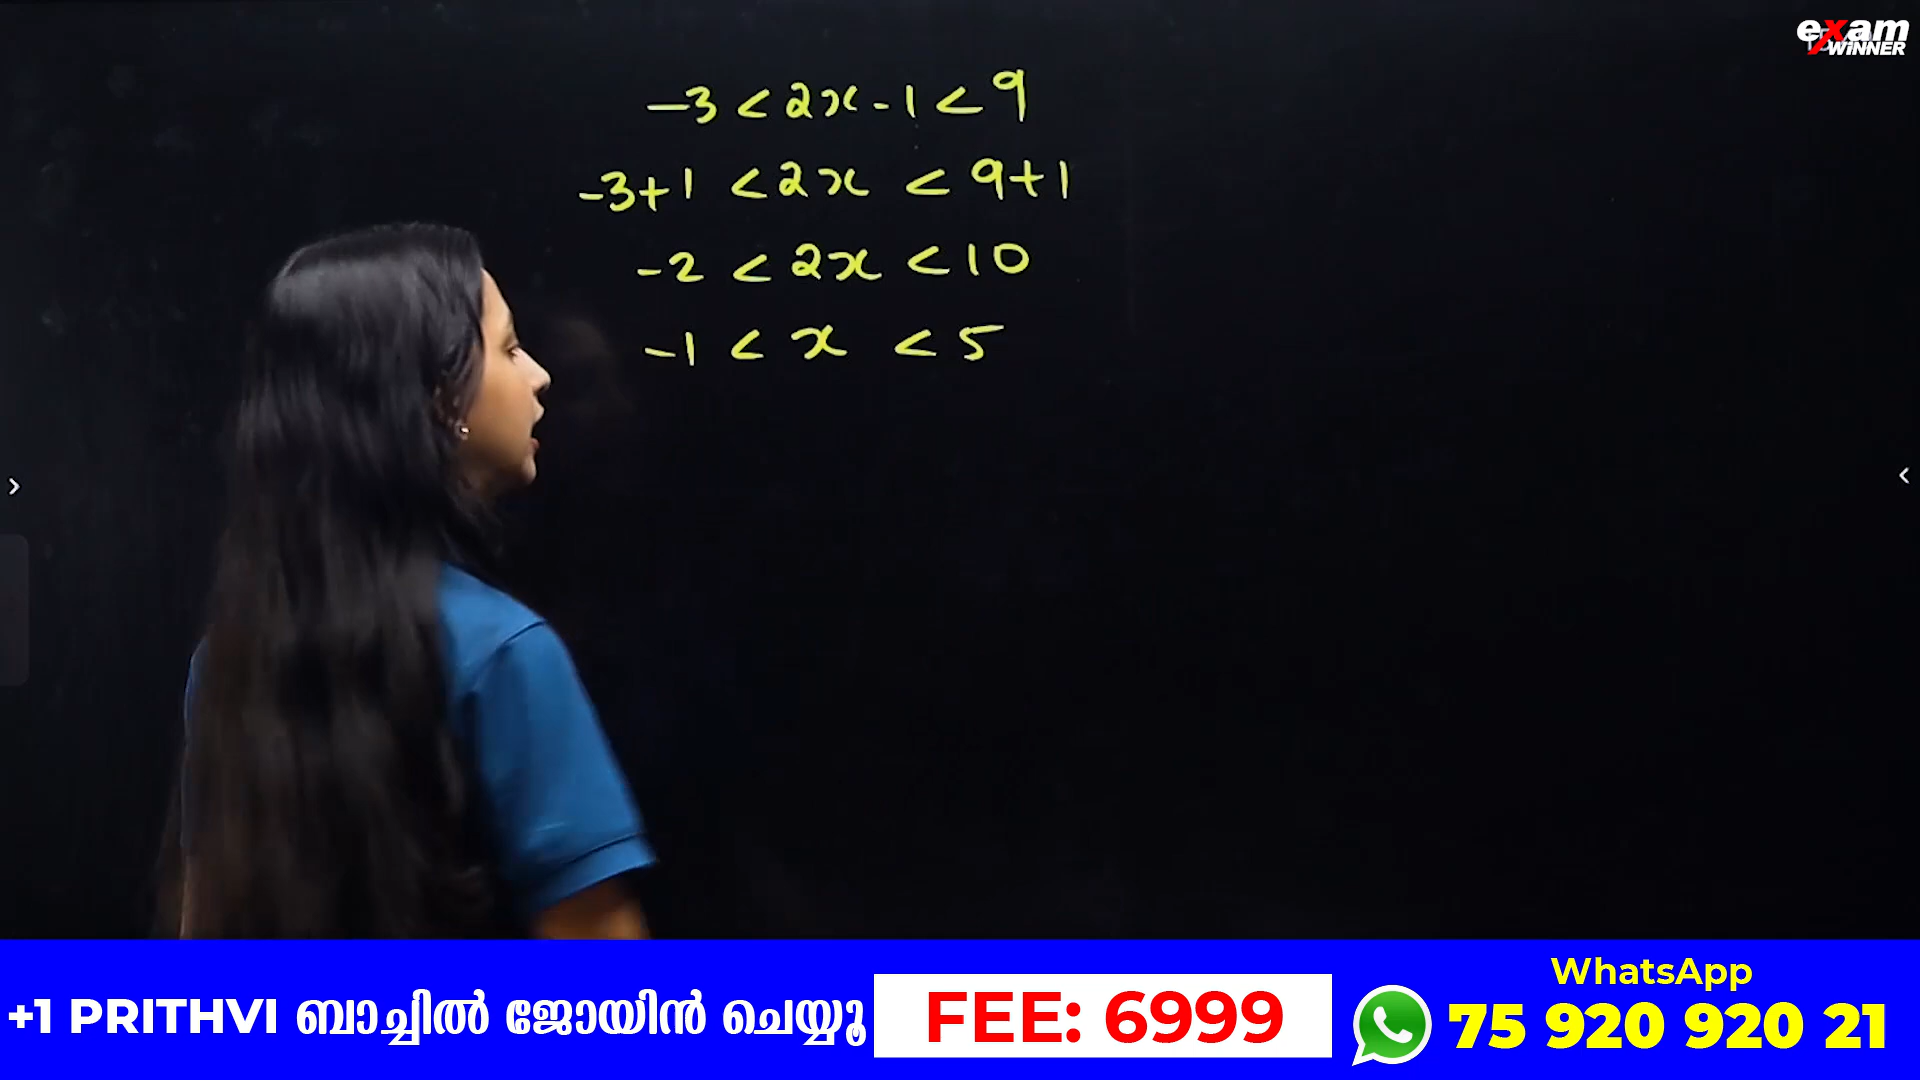 exam
WINNER
-3 < 2x - 1 < 9
-3+1 < 2x < 9+1
-2 < 2x < 10
-1 < x < 5
+1 PRITHVI ബാച്ചിൽ ജോയിൻ ചെയ്യൂ
FEE: 6999
WhatsApp
75 920 920 21